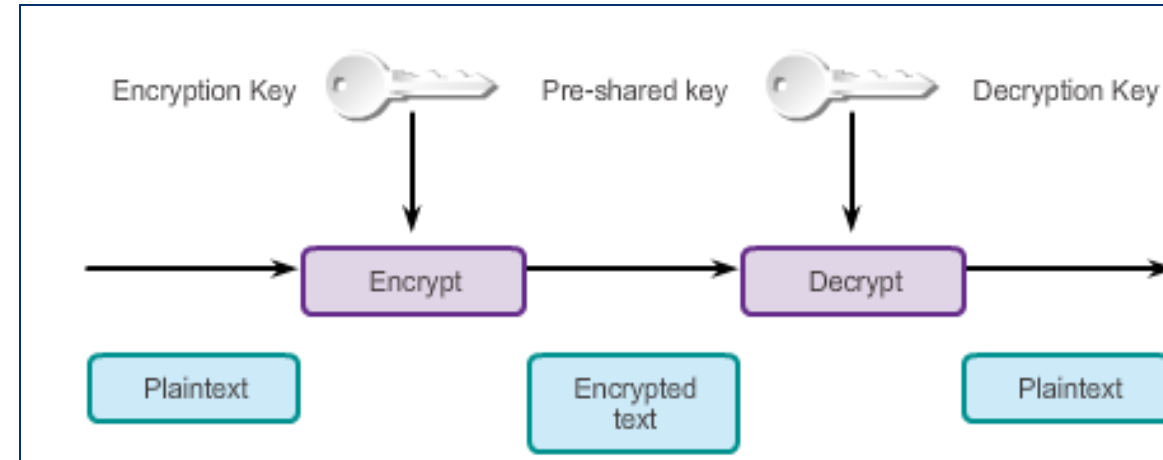 Encryption Key
Pre-shared key
Decryption Key
Encrypt
Decrypt
Plaintext
Encrypted
text
Plaintext